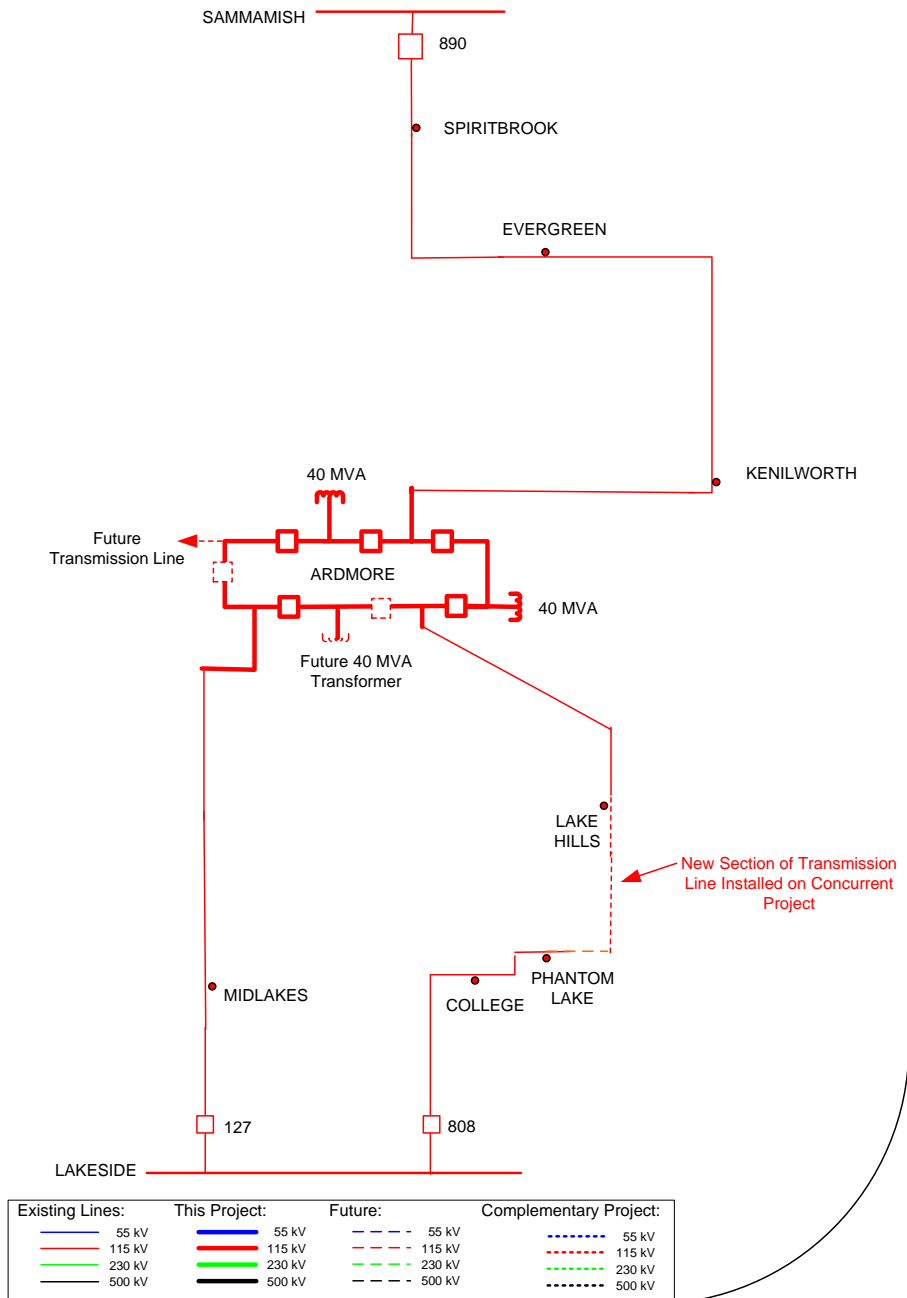 SAMMAMISH
890
SPIRITBROOK
EVERGREEN
KENILWORTH
40 MVA
Future
Transmission Line
ARDMORE
40 MVA
Future 40 MVA
Transformer
LAKE
HILLS
New Section of Transmission
Line Installed on Concurrent
Project
PHANTOM
LAKE
COLLEGE
MIDLAKES
127
808
LAKESIDE
Existing Lines: This Project: Future: Complementary Project:
55 kV 55 kV 55 kV 55 kV
115 kV 115 kV 115 kV 115 kV
230 kV 230 kV 230 kV 230 kV
500 kV 500 kV 500 kV 500 kV